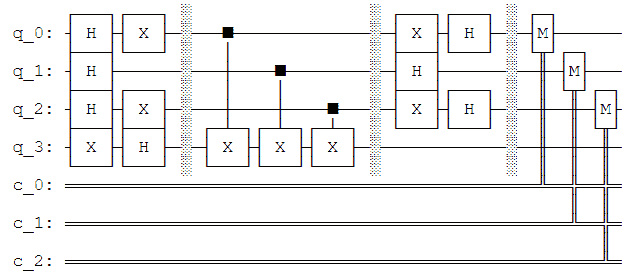 q_0: H X X H M
q_1: H H M
q_2: H X X H M
q_3: X H X X X
c_0:
c_1:
c_2: